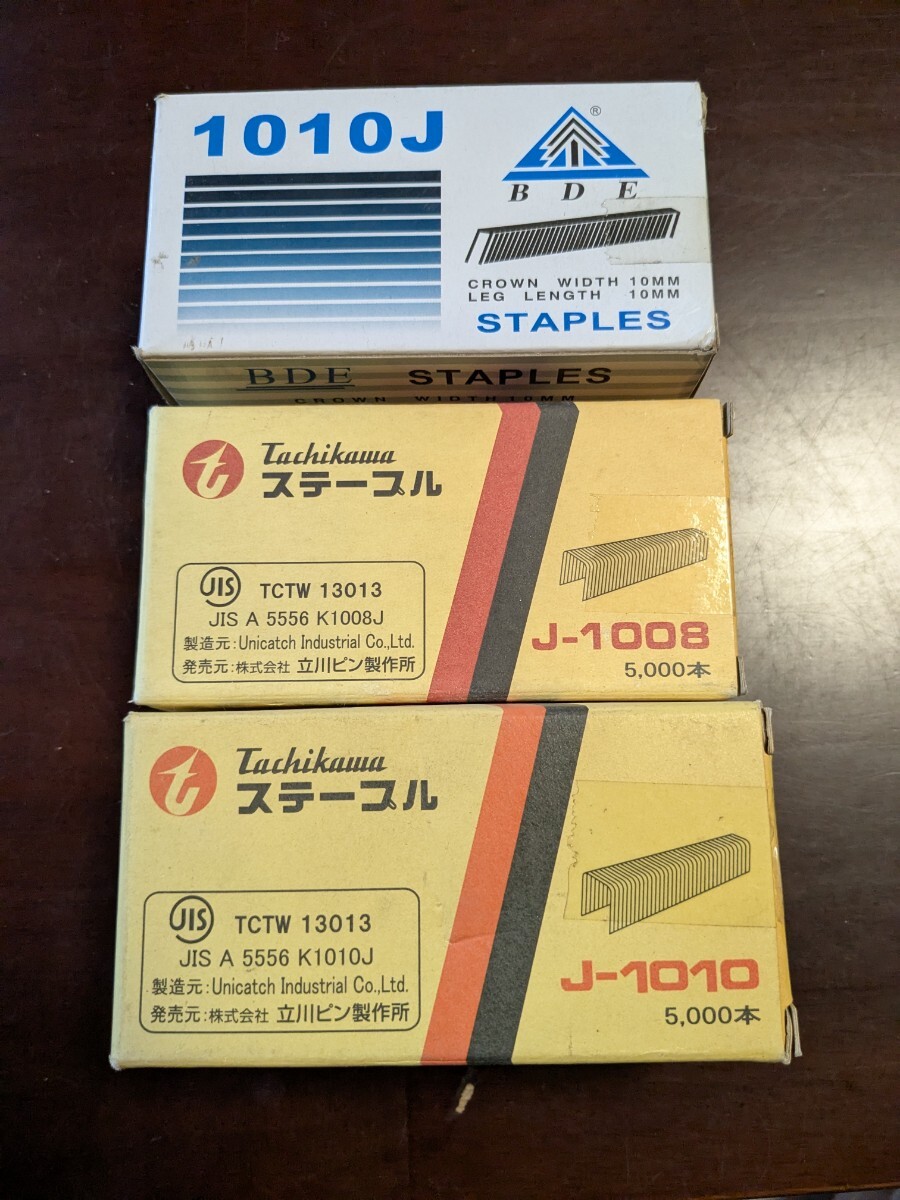 1010J
®
B D E
CROWN WIDTH 10MM
LEG LENGTH 10MM
STAPLES
BDE STAPLES
CROWN WIDTH 10MM
Tachikawa
ステープル
JIS TCTW 13013
JIS A 5556 K1008J
製造元:Unicatch Industrial Co.,Ltd.
発売元:株式会社 立川ピン製作所
J-1008
5,000本
Tachikawa
ステープル
JIS TCTW 13013
JIS A 5556 K1010J
製造元:Unicatch Industrial Co.,Ltd.
発売元:株式会社 立川ピン製作所
J-1010
5,000本